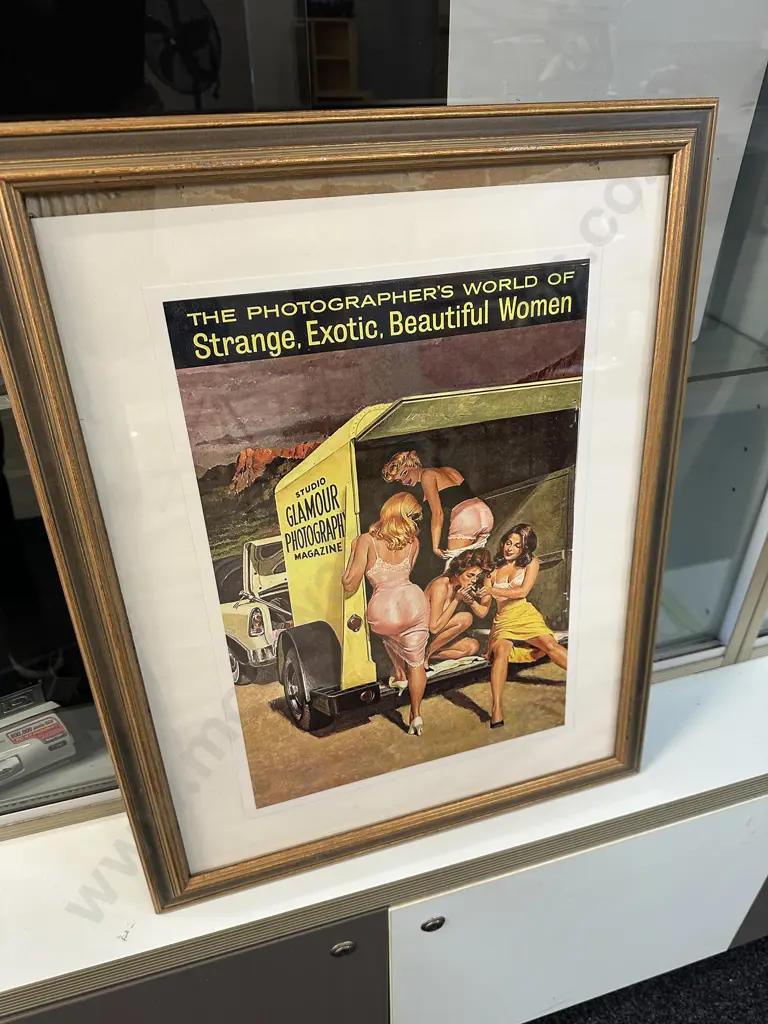 THE PHOTOGRAPHER'S WORLD OF
Strange, Exotic, Beautiful Women
STUDIO
GLAMOUR
PHOTOGRAPHY
MAGAZINE